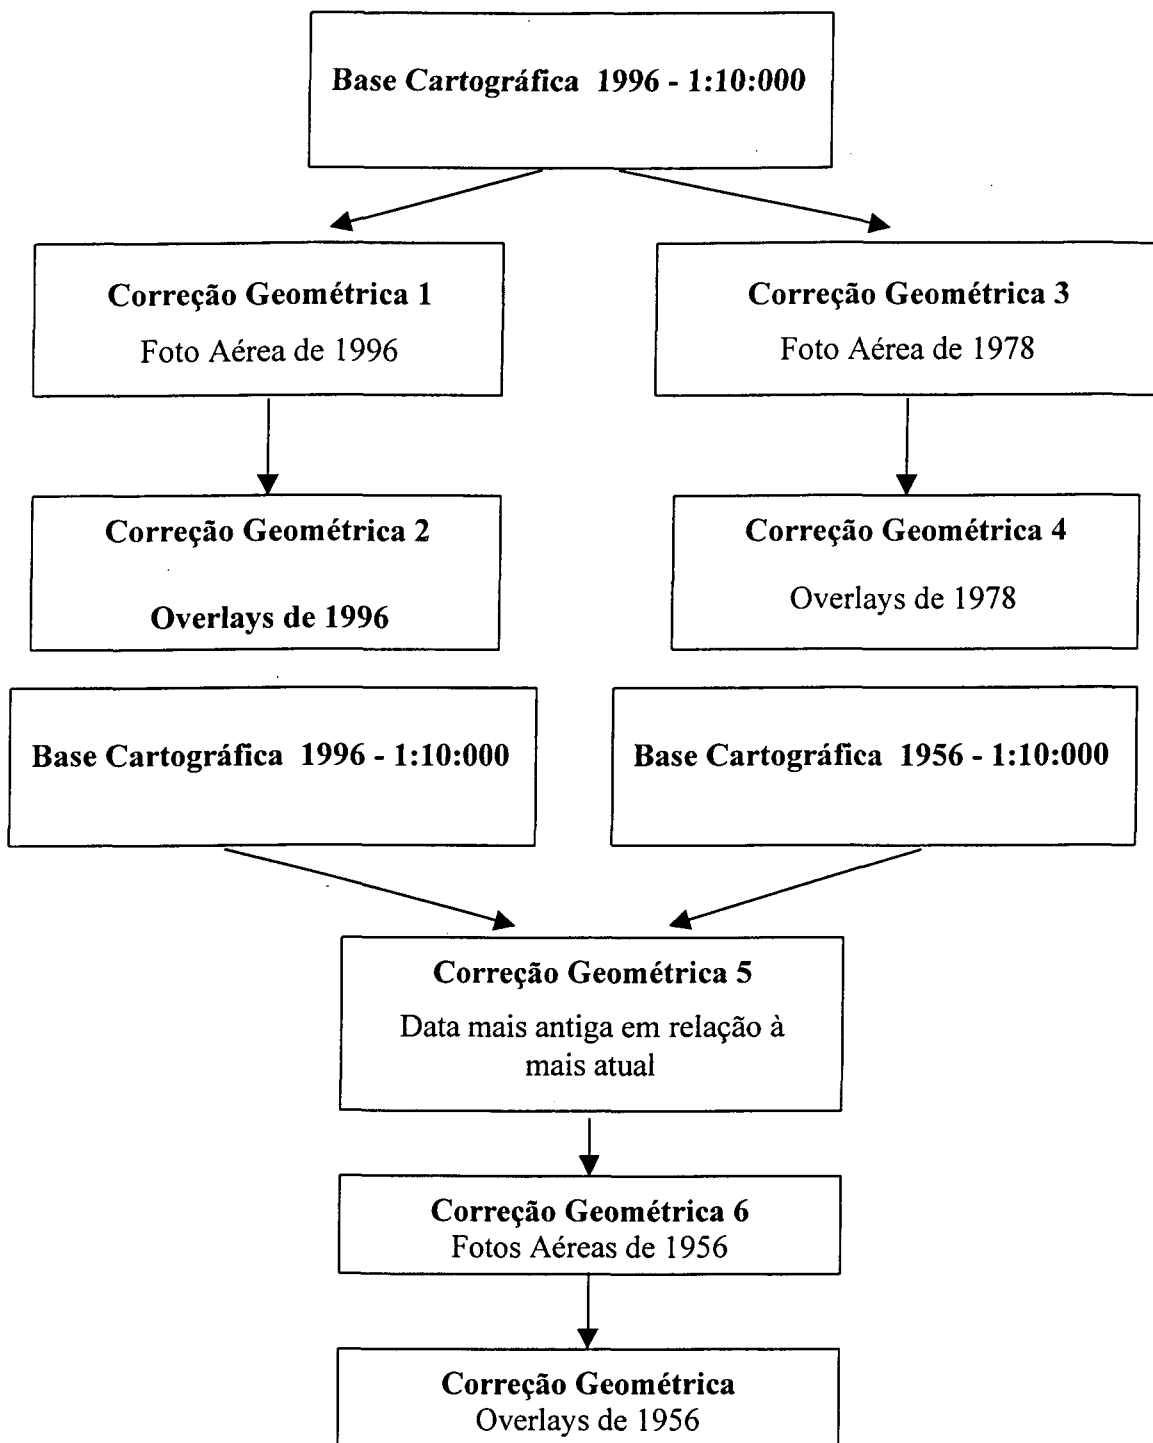 Base Cartográfica 1996 - 1:10:000
Correção Geométrica 1
Foto Aérea de 1996
Correção Geométrica 3
Foto Aérea de 1978
Correção Geométrica 2
Overlays de 1996
Correção Geométrica 4
Overlays de 1978
Base Cartográfica 1996 - 1:10:000
Base Cartográfica 1956 - 1:10:000
Correção Geométrica 5
Data mais antiga em relação à
mais atual
Correção Geométrica 6
Fotos Aéreas de 1956
Correção Geométrica
Overlays de 1956